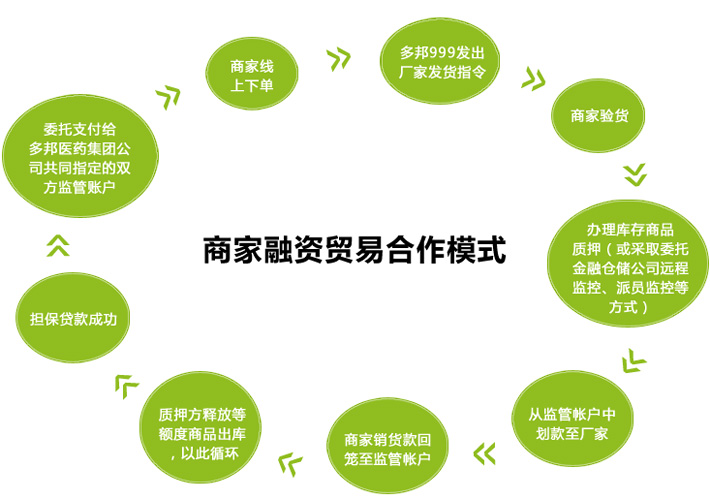 商家融资贸易合作模式
商家线
上下单
多邦999发出
厂家发货指令
商家验货
办理库存商品
质押（或采取委托
金融仓储公司远程
监控、派员监控等
方式）
从监管帐户中
划款至厂家
商家销货款回
笼至监管帐户
质押方释放等
额度商品出库
，以此循环
担保贷款成功
委托支付给
多邦医药集团公
司共同指定的双
方监管账户